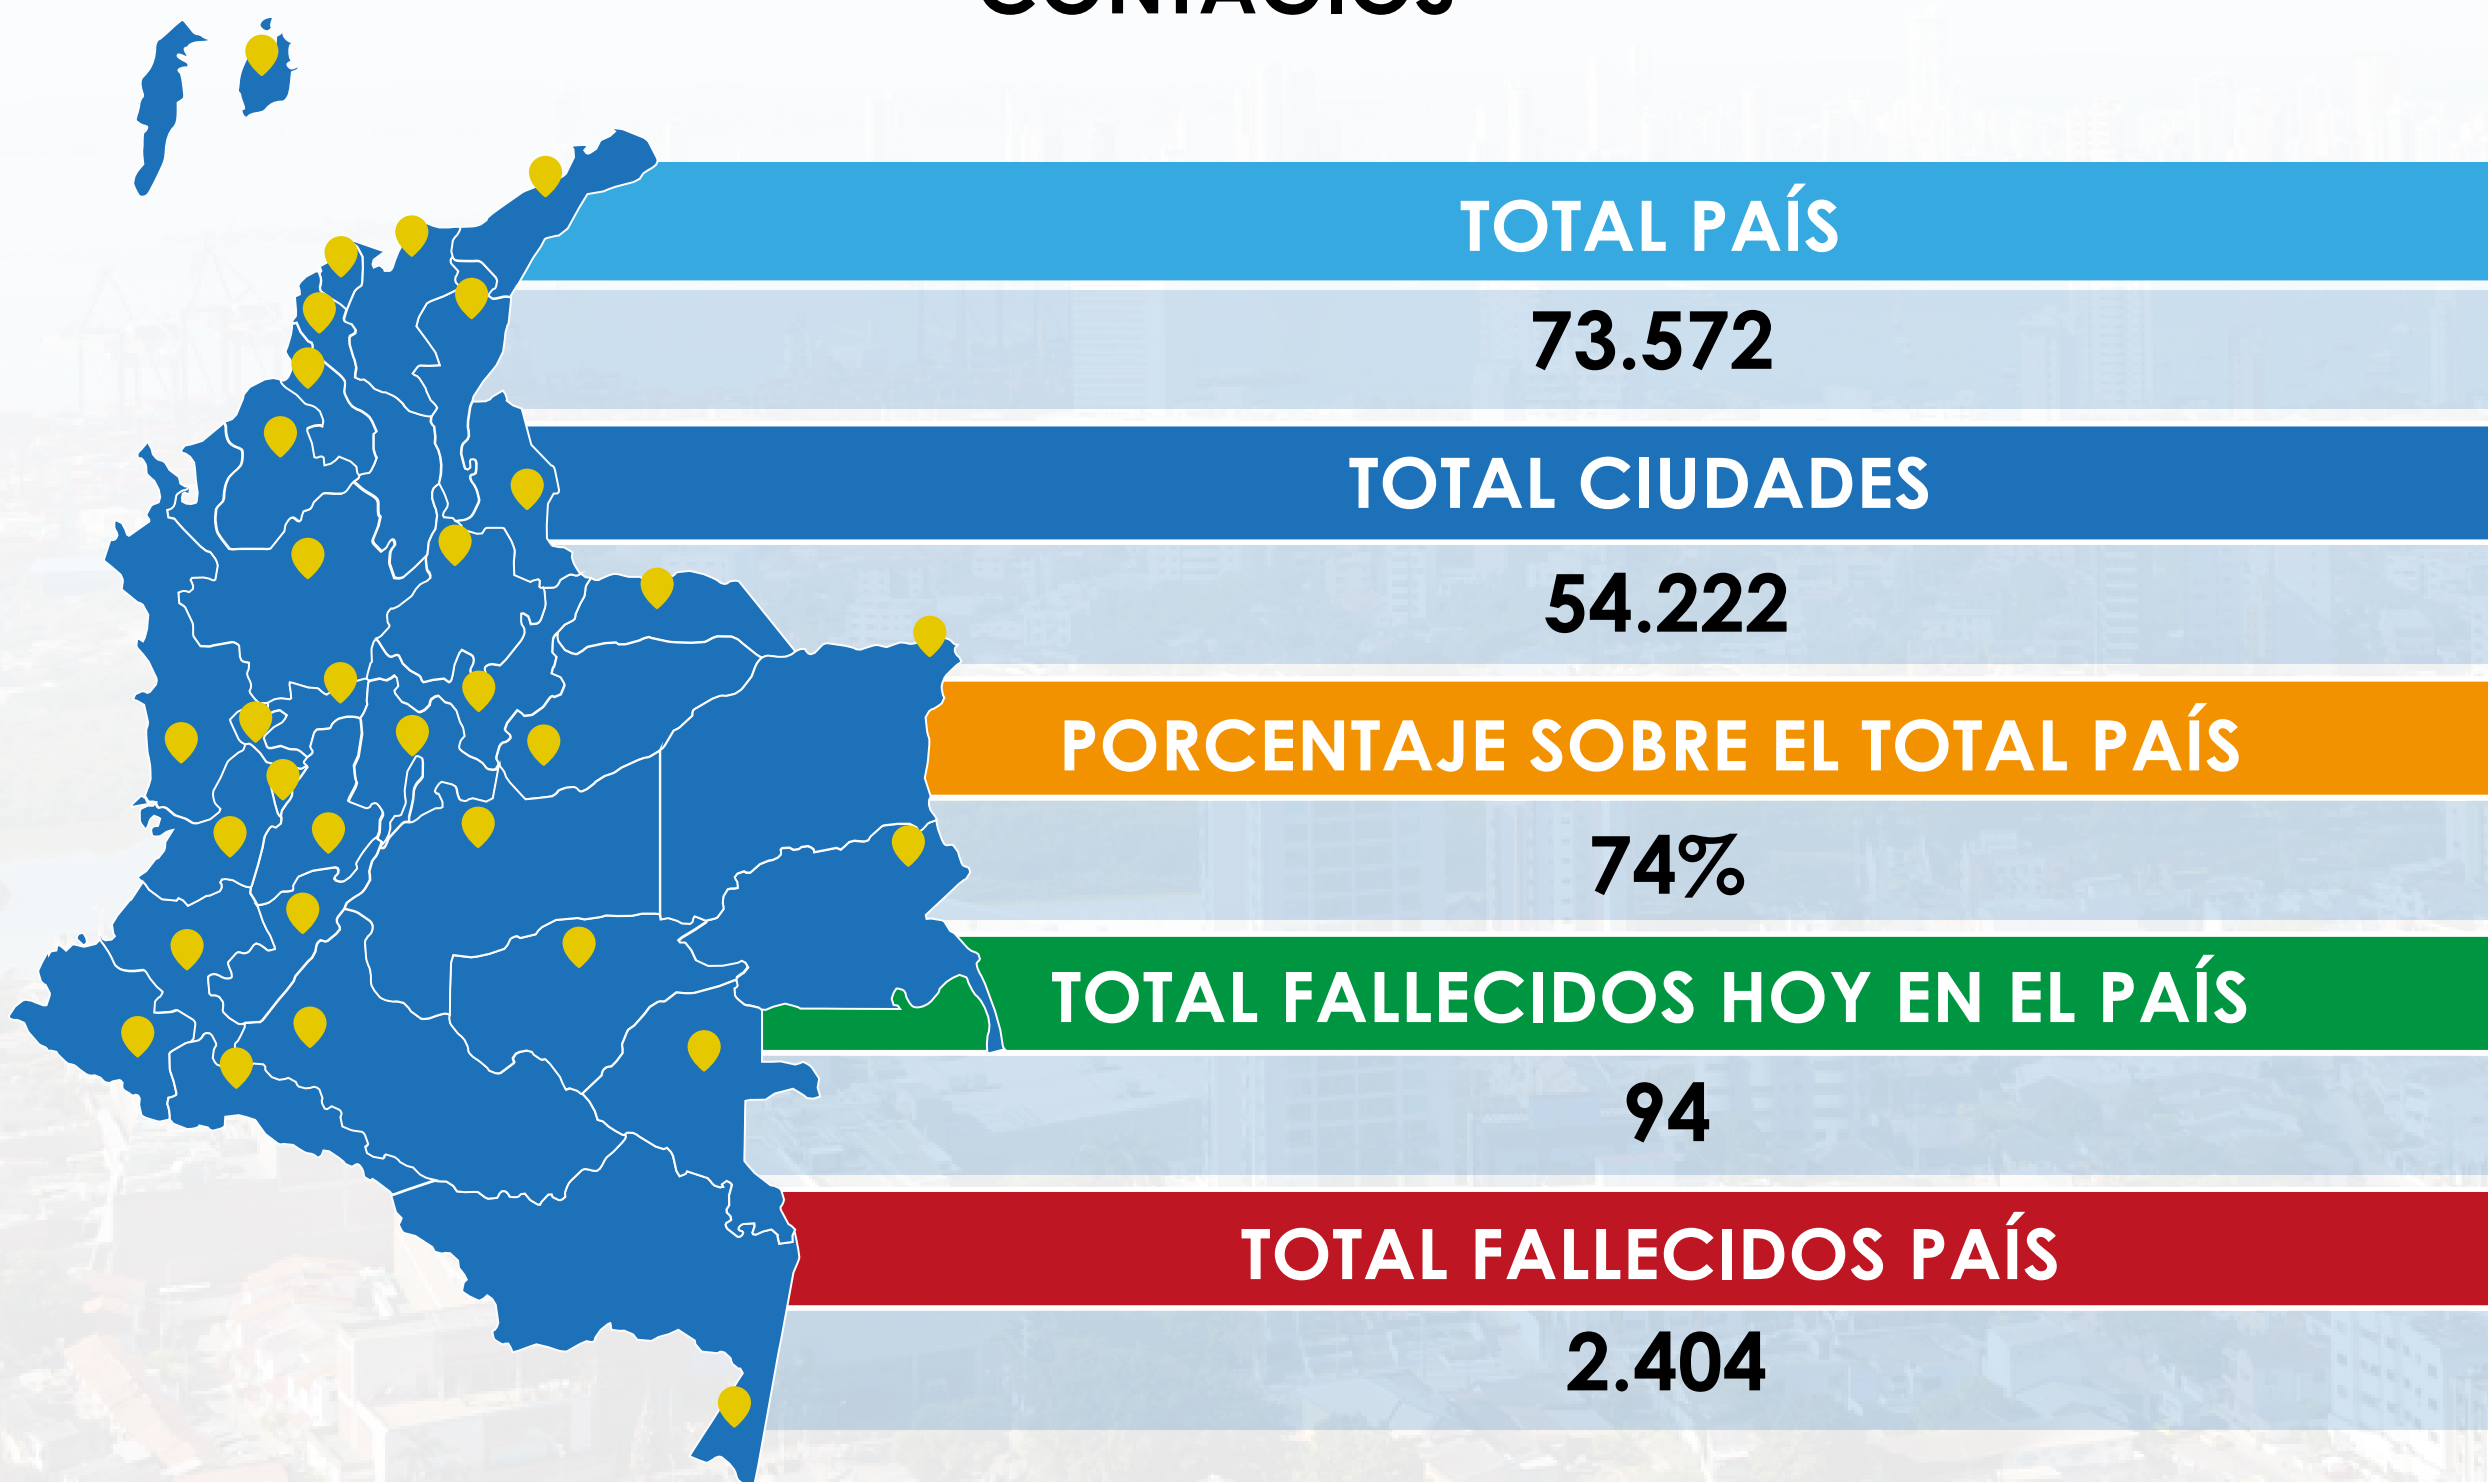 CONTAGIOS
TOTAL PAÍS
73.572
TOTAL CIUDADES
54.222
PORCENTAJE SOBRE EL TOTAL PAÍS
74%
TOTAL FALLECIDOS HOY EN EL PAÍS
94
TOTAL FALLECIDOS PAÍS
2.404